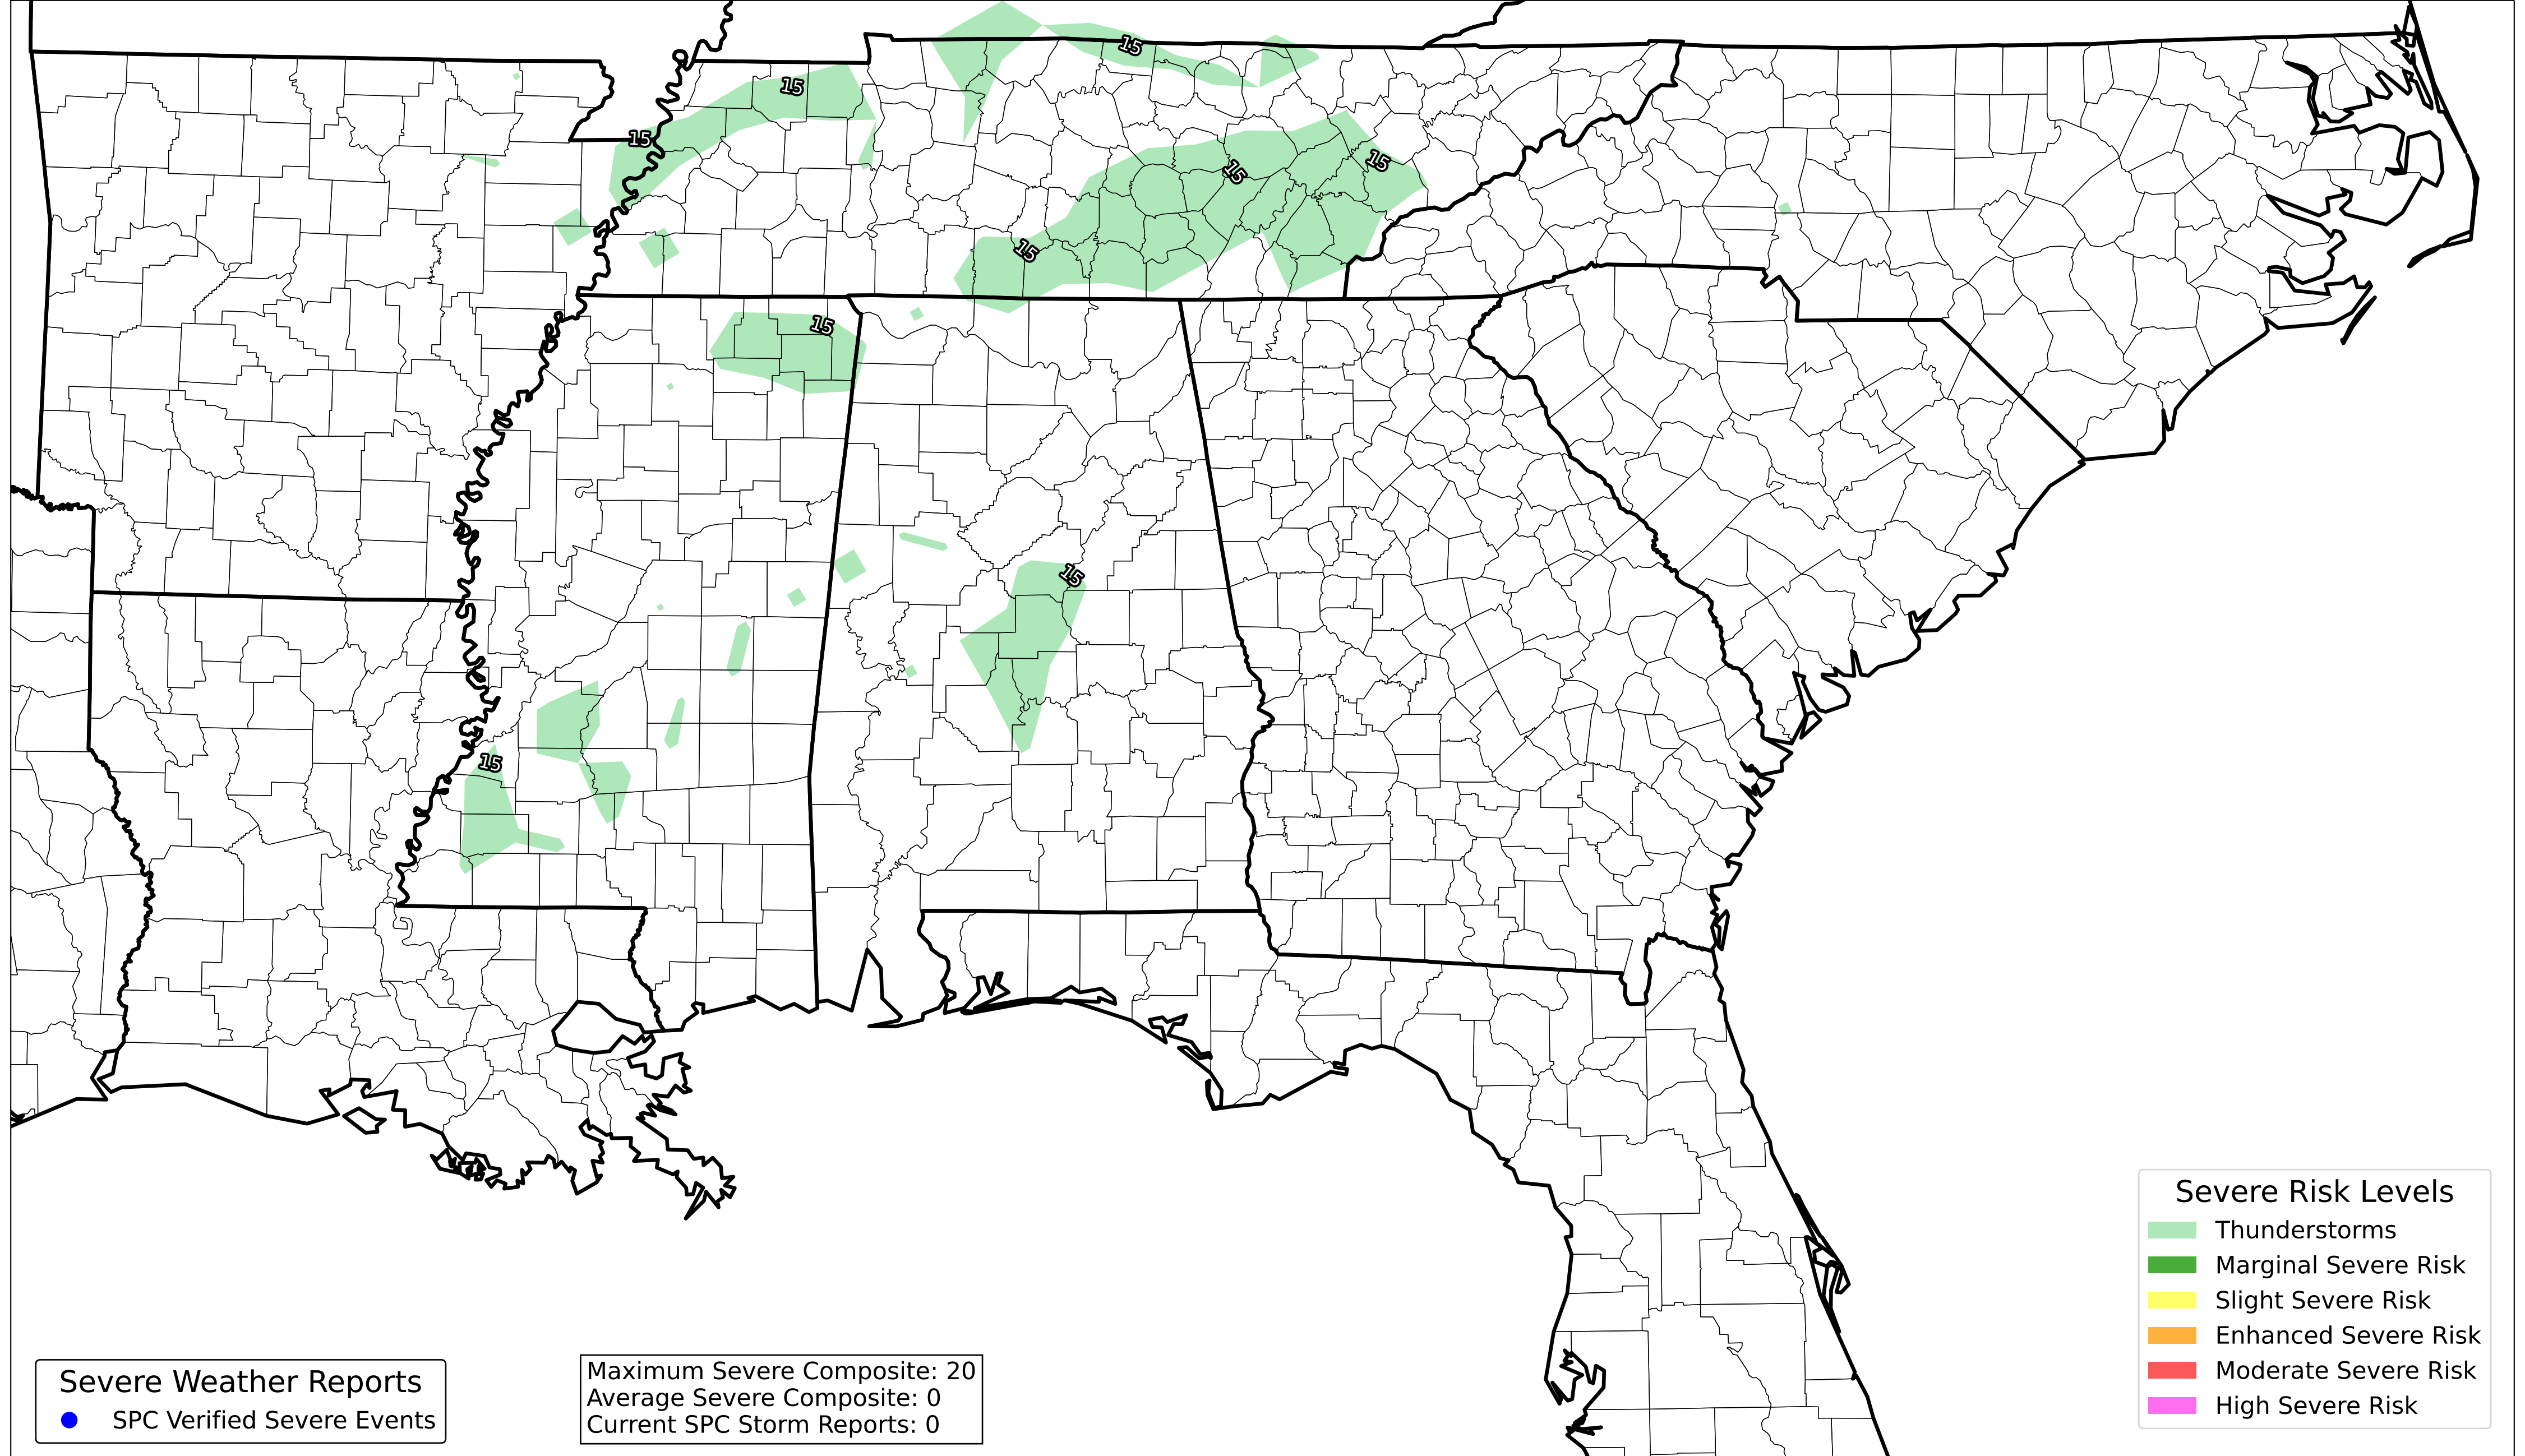 15
15
15
15
15
15
15
15
15
Severe Risk Levels
Thunderstorms
Marginal Severe Risk
Slight Severe Risk
Enhanced Severe Risk
Moderate Severe Risk
High Severe Risk
Severe Weather Reports
SPC Verified Severe Events
Maximum Severe Composite: 20
Average Severe Composite: 0
Current SPC Storm Reports: 0